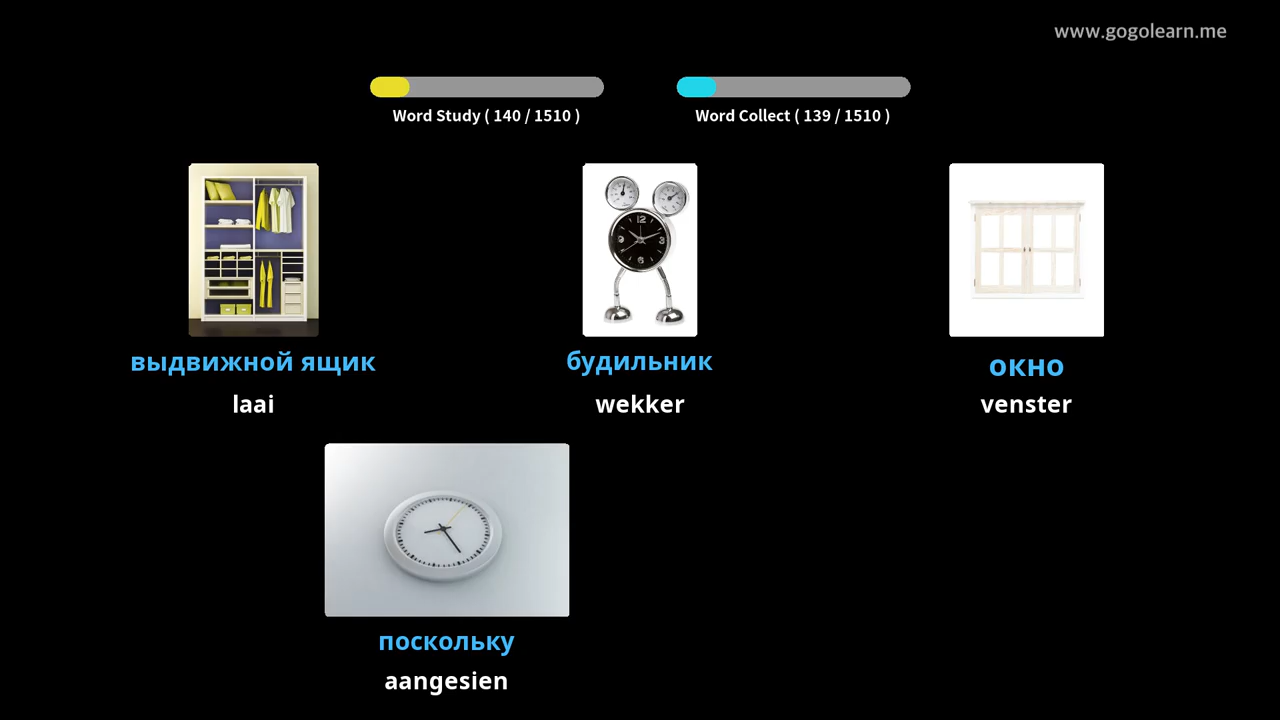 www.gogolearn.me
Word Study ( 140 / 1510 )
Word Collect ( 139 / 1510 )
выдвижной ящик
будильник
окно
laai
wekker
venster
поскольку
aangesien